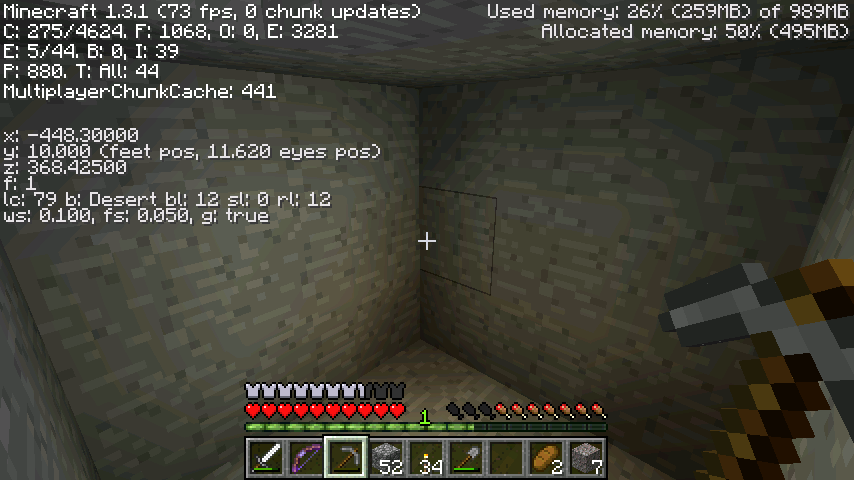 Minecraft 1.3.1 (73 fps, 0 chunk updates)
C: 275/4624. F: 1068, O: 0, E: 3281
E: 5/44. B: 0, I: 39
P: 880. T: All: 44
MultiplayerChunkCache: 441
Used memory: 26% (259MB) of 989MB
Allocated memory: 50% (495MB)
x: -448.30000
y: 10.000 (feet pos, 11.620 eyes pos)
z: 368.42500
f: 1
lc: 79 b: Desert bl: 12 sl: 0 rl: 12
ws: 0.100, fs: 0.050, g: true
1
52
34
2
7